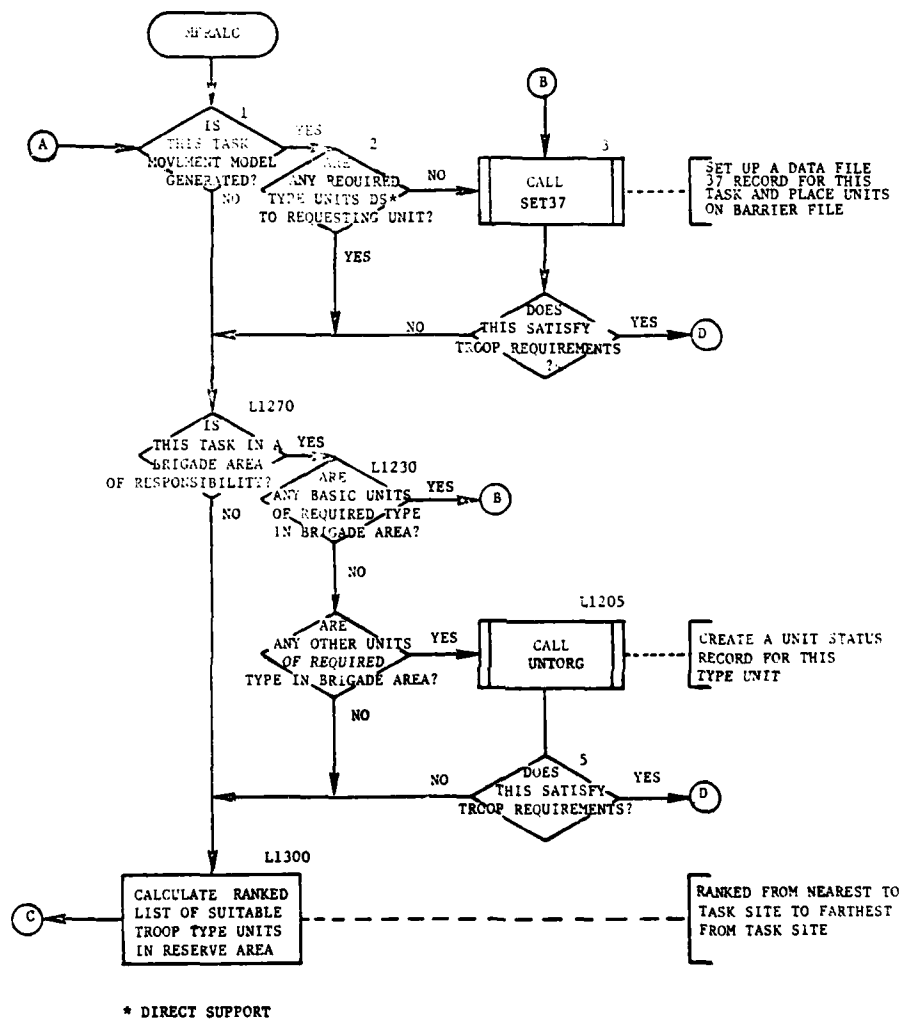 MFRALC
B
1
IS
THIS TASK
MOVEMENT MODEL
GENERATED?
YES
A
NO
2
ARE
ANY REQUIRED
TYPE UNITS DS*
TO REQUESTING UNIT?
NO
YES
3
CALL
SET37
SET UP A DATA FILE
37 RECORD FOR THIS
TASK AND PLACE UNITS
ON BARRIER FILE
DOES
THIS SATISFY
TROOP REQUIREMENTS
?
NO
YES
D
L1270
IS
THIS TASK IN A
BRIGADE AREA
OF RESPONSIBILITY?
YES
NO
L1230
ARE
ANY BASIC UNITS
OF REQUIRED TYPE
IN BRIGADE AREA?
YES
B
NO
ARE
ANY OTHER UNITS
OF REQUIRED
TYPE IN BRIGADE AREA?
YES
NO
L1205
CALL
UNTORG
CREATE A UNIT STATUS
RECORD FOR THIS
TYPE UNIT
5
DOES
THIS SATISFY
TROOP REQUIREMENTS?
NO
YES
D
L1300
CALCULATE RANKED
LIST OF SUITABLE
TROOP TYPE UNITS
IN RESERVE AREA
C
RANKED FROM NEAREST TO
TASK SITE TO FARTHEST
FROM TASK SITE
* DIRECT SUPPORT